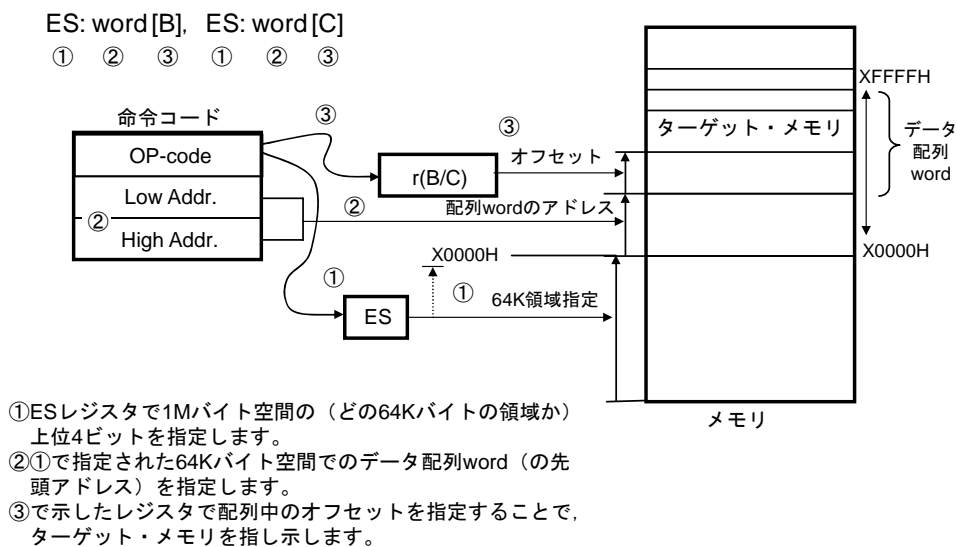 ES: word [B], ES: word [C]
① ② ③ ① ② ③
命令コード
OP-code
Low Addr.
②
High Addr.
③
r(B/C)
③
オフセット
②
配列wordのアドレス
X0000H
①
ES
①
64K領域指定
ターゲット・メモリ
XFFFFH
データ
配列
word
X0000H
メモリ
①ESレジスタで1Mバイト空間の（どの64Kバイトの領域か）
上位4ビットを指定します。
②①で指定された64Kバイト空間でのデータ配列word（の先
頭アドレス）を指定します。
③で示したレジスタで配列中のオフセットを指定することで,
ターゲット・メモリを指し示します。